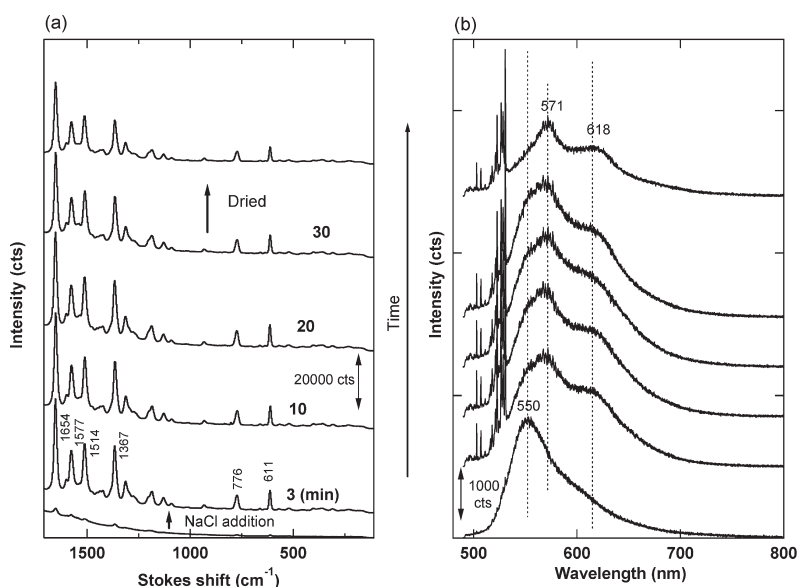 (a)
(b)
Intensity (cts)
Dried
30
20
20000 cts
10
1654
1577
1514
1367
776
611
3 (min)
NaCl addition
1500
1000
500
Stokes shift (cm⁻¹)
Time
Intensity (cts)
571
618
550
1000
cts
500
600
700
800
Wavelength (nm)